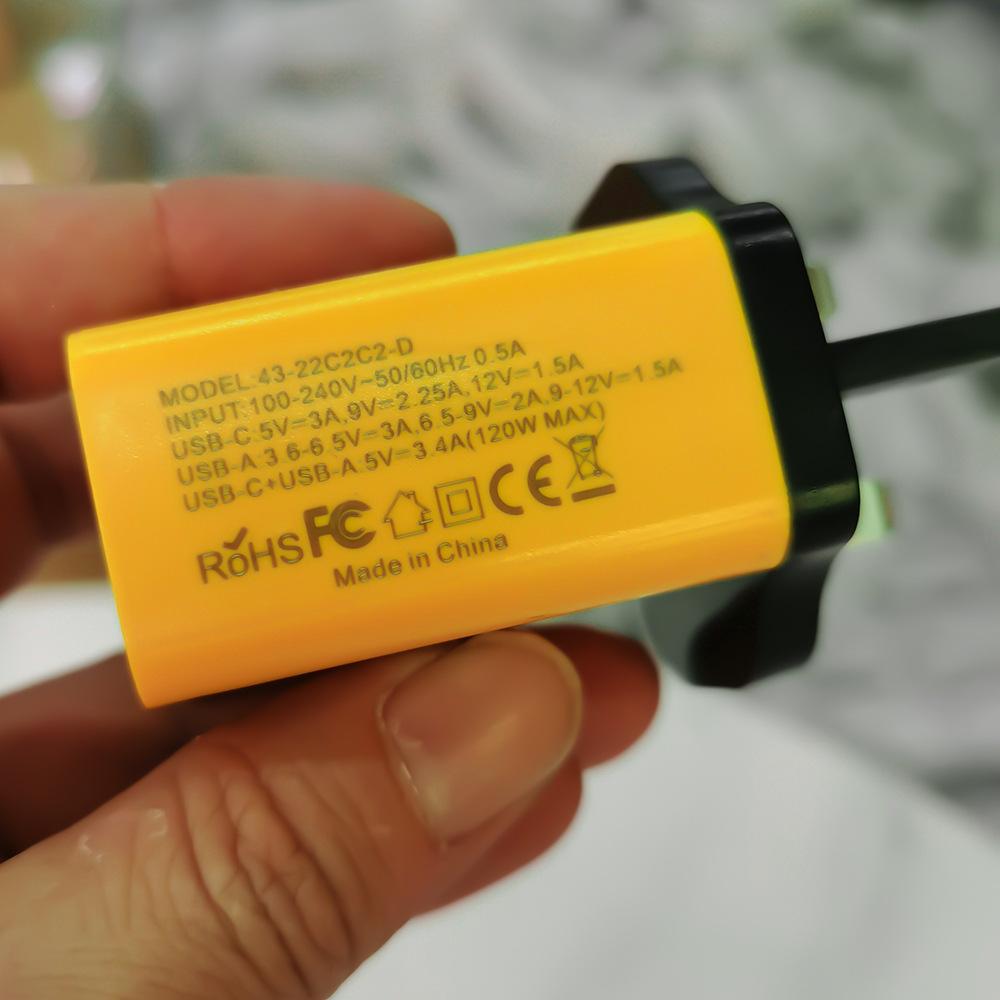 MODEL:43-22C2C2-D
INPUT:100-240V~50/60Hz 0.5A
USB-C:5V=3A,9V=2.25A,12V=1.5A
USB-A:3.6-6.5V=3A,6.5-9V=2A,9-12V=1.5A
USB-C+USB-A:5V=3.4A(120W MAX)
RoHS FC CE
Made in China